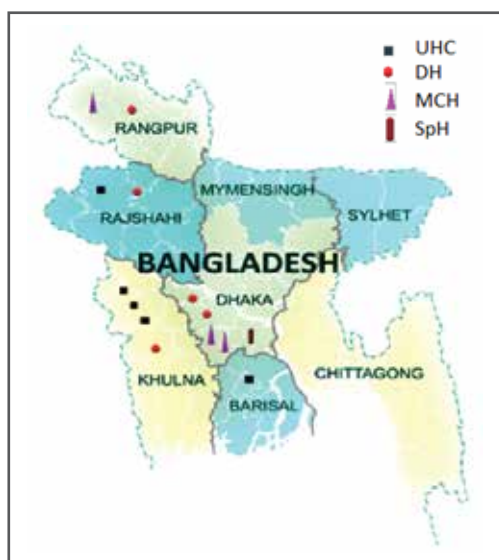 UHC
DH
MCH
SpH
RANGPUR
RAJSHAHI
MYMENSINGH
SYLHET
BANGLADESH
DHAKA
KHULNA
BARISAL
CHITTAGONG